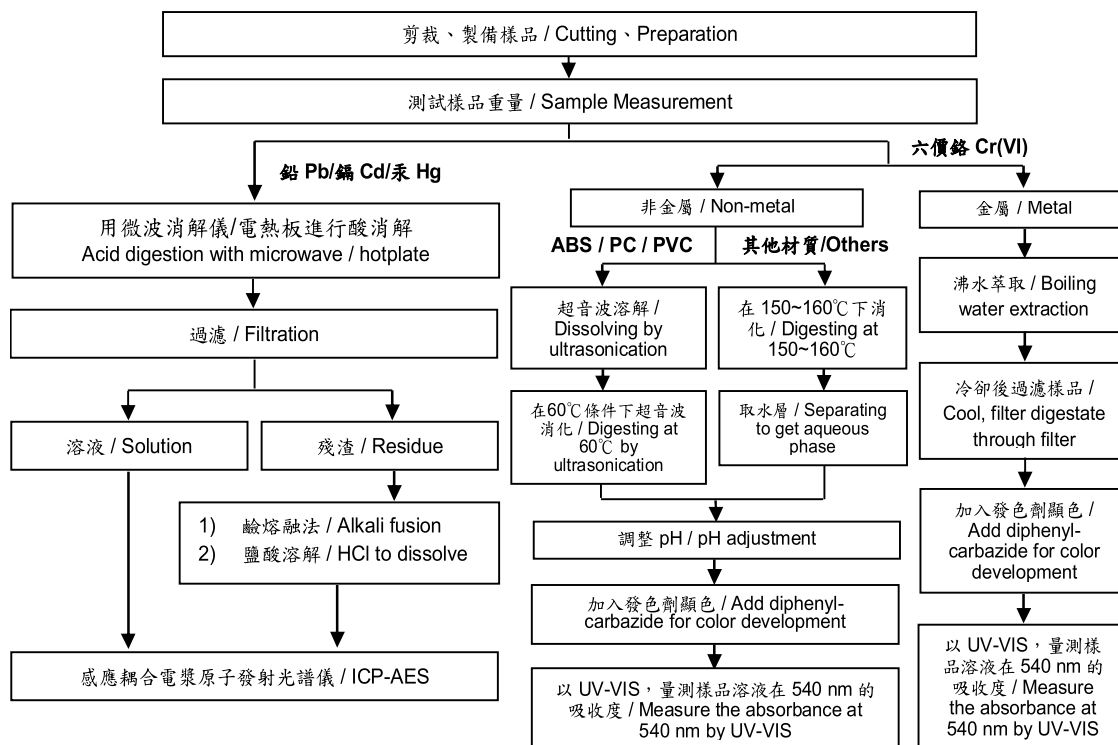 剪裁、製備樣品 / Cutting、Preparation
測試樣品重量 / Sample Measurement
鉛 Pb/鎘 Cd/汞 Hg
六價鉻 Cr(VI)
用微波消解儀/電熱板進行酸消解
Acid digestion with microwave / hotplate
過濾 / Filtration
溶液 / Solution
殘渣 / Residue
1) 鹼熔融法 / Alkali fusion
2) 鹽酸溶解 / HCl to dissolve
感應耦合電漿原子發射光譜儀 / ICP-AES
非金屬 / Non-metal
ABS / PC / PVC
其他材質/Others
超音波溶解 /
Dissolving by
ultrasonication
在60℃條件下超音波
消化 / Digesting at
60℃ by
ultrasonication
在 150~160℃下消
化 / Digesting at
150~160℃
取水層 / Separating
to get aqueous
phase
調整 pH / pH adjustment
加入發色劑顯色 / Add diphenyl-
carbazide for color development
以 UV-VIS，量測樣品溶液在 540 nm 的
吸收度 / Measure the absorbance at
540 nm by UV-VIS
金屬 / Metal
沸水萃取 / Boiling
water extraction
冷卻後過濾樣品 /
Cool, filter digestate
through filter
加入發色劑顯色 /
Add diphenyl-
carbazide for color
development
以 UV-VIS，量測樣
品溶液在 540 nm 的
吸收度 / Measure
the absorbance at
540 nm by UV-VIS